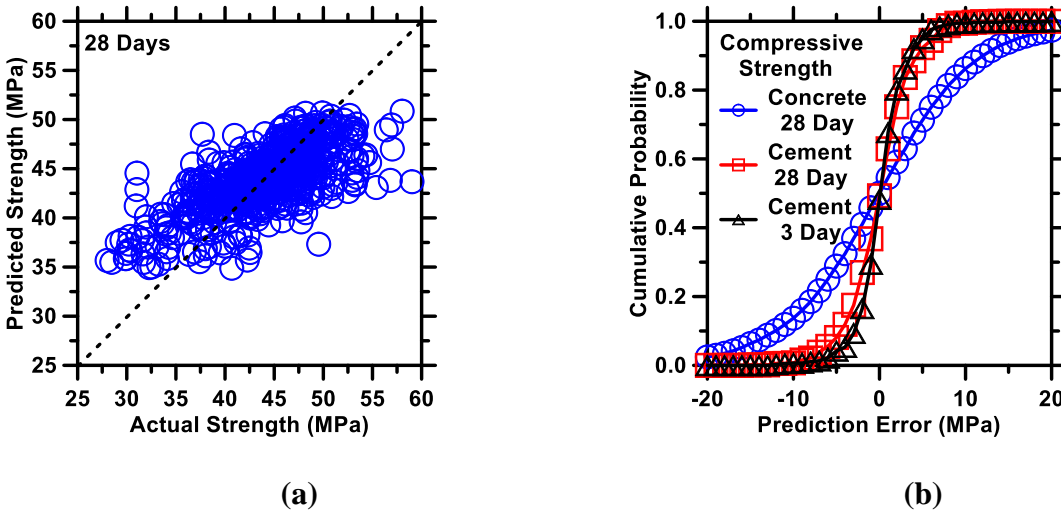 28 Days
Predicted Strength (MPa)
60
55
50
45
40
35
30
25
25 30 35 40 45 50 55 60
Actual Strength (MPa)
(a)
Compressive
Strength
Concrete
28 Day
Cement
28 Day
Cement
3 Day
Cumulative Probability
1.0
0.8
0.6
0.4
0.2
0.0
-20 -10 0 10 20
Prediction Error (MPa)
(b)